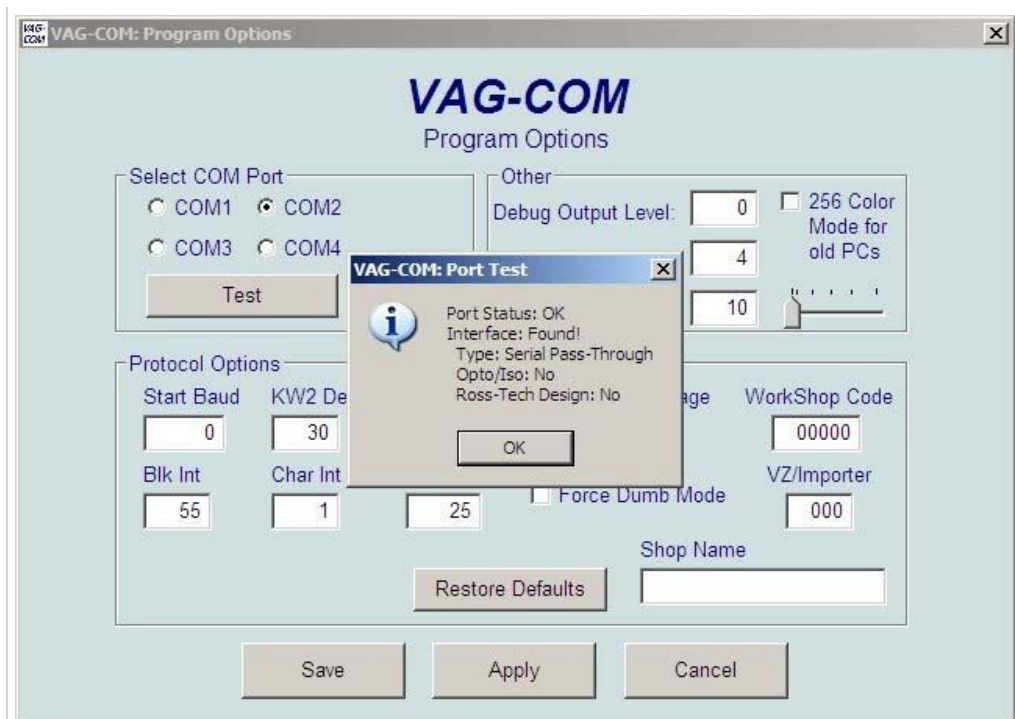 VAG-COM: Program Options
VAG-COM
Program Options
Select COM Port
COM1 COM2
COM3 COM4
Test
Other
Debug Output Level: 0
4
10
256 Color
Mode for
old PCs
VAG-COM: Port Test
Port Status: OK
Interface: Found!
Type: Serial Pass-Through
Opto/Iso: No
Ross-Tech Design: No
OK
Protocol Options
Start Baud KW2 De
0 30
WorkShop Code
00000
Blk Int Char Int
55 1 25
Force Dumb Mode
VZ/Importer
000
Shop Name
Restore Defaults
Save Apply Cancel